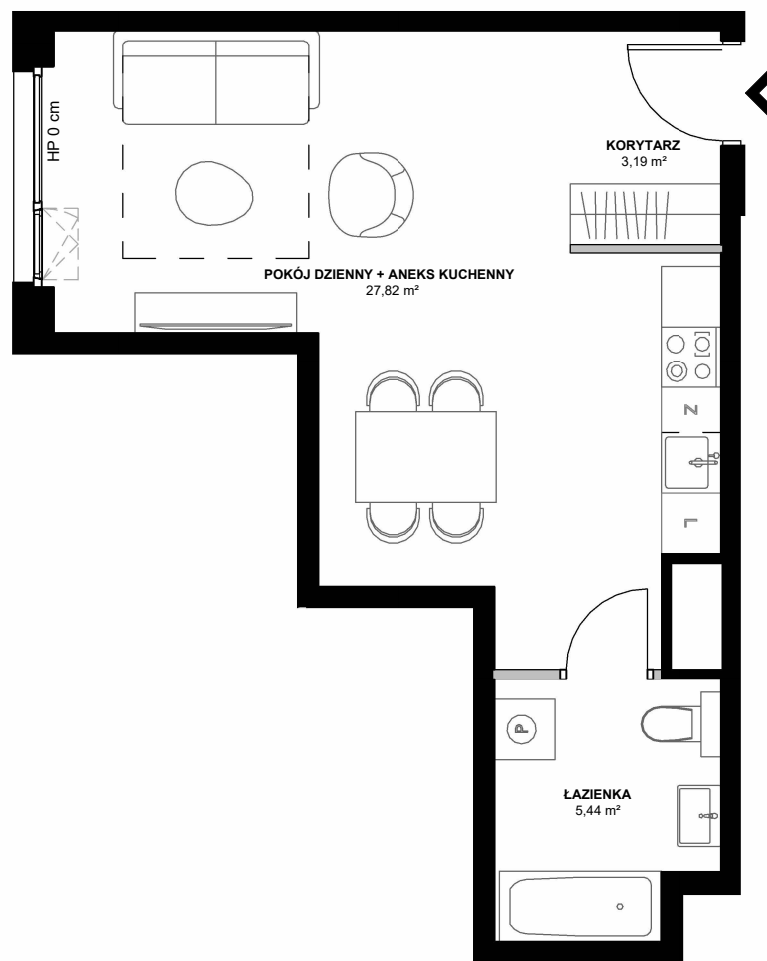 HP 0 cm
KORYTARZ
3,19 m²
POKÓJ DZIENNY + ANEKS KUCHENNY
27,82 m²
Z
L
P
ŁAZIENKA
5,44 m²